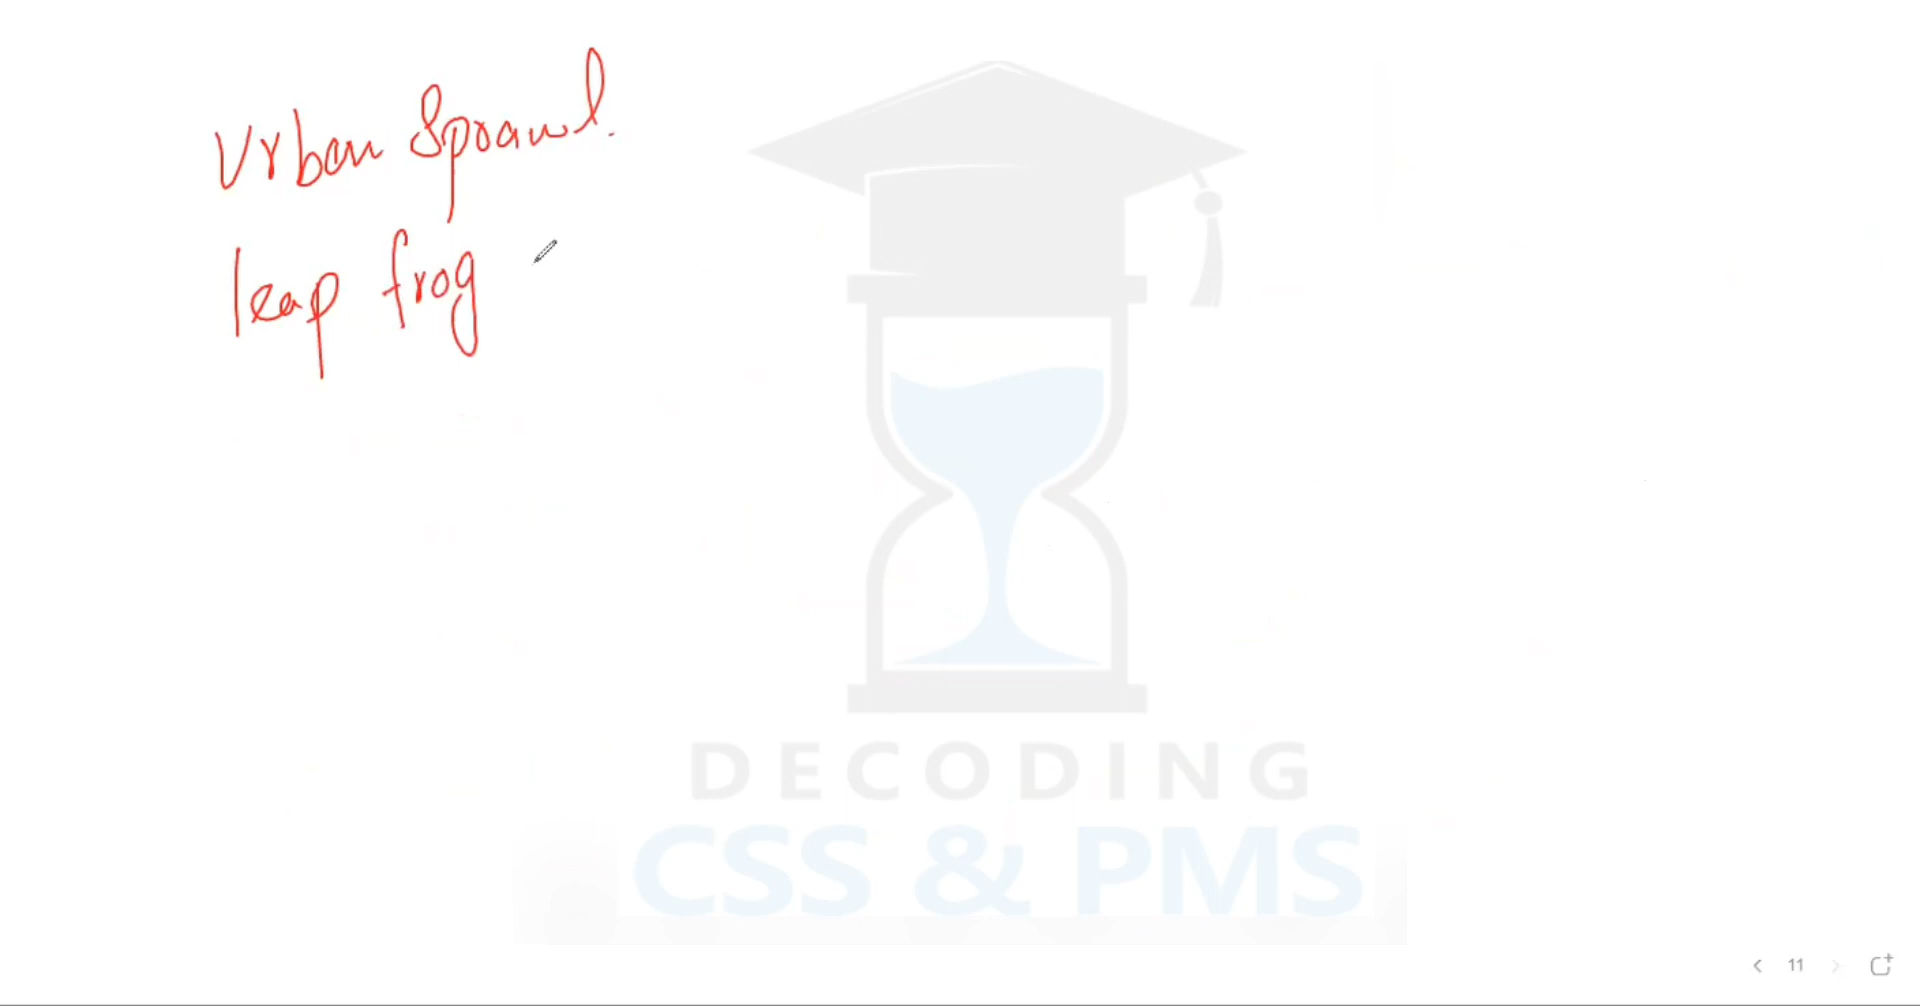 Urban Sprawl.
leap frog
DECODING
CSS & PMS
11